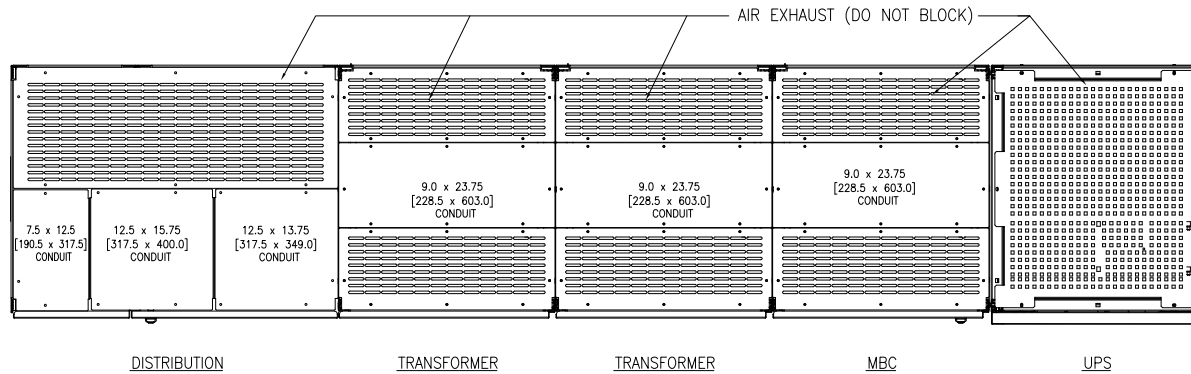 AIR EXHAUST (DO NOT BLOCK)
7.5 x 12.5
[190.5 x 317.5]
CONDUIT
12.5 x 15.75
[317.5 x 400.0]
CONDUIT
12.5 x 13.75
[317.5 x 349.0]
CONDUIT
9.0 x 23.75
[228.5 x 603.0]
CONDUIT
9.0 x 23.75
[228.5 x 603.0]
CONDUIT
9.0 x 23.75
[228.5 x 603.0]
CONDUIT
DISTRIBUTION
TRANSFORMER
TRANSFORMER
MBC
UPS